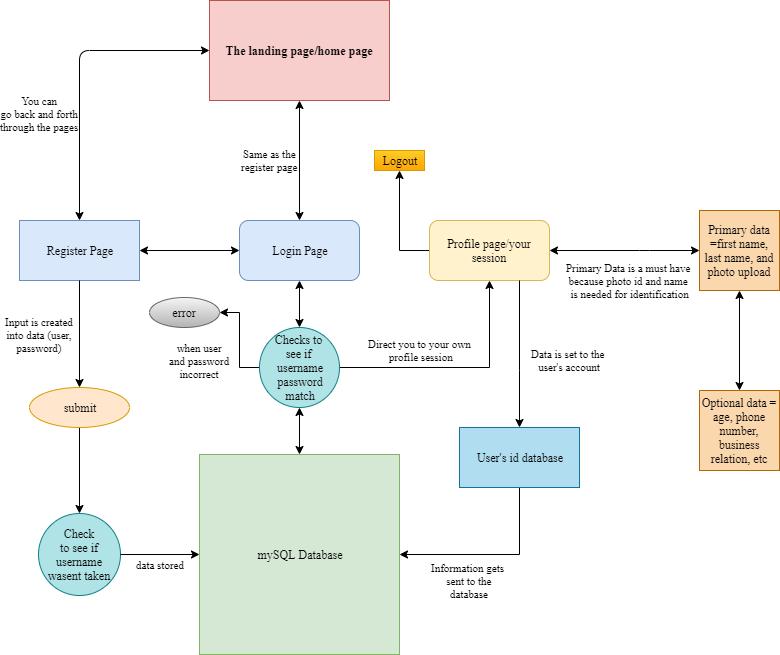 The landing page/home page
You can
go back and forth
through the pages
Same as the
register page
Logout
Register Page
Login Page
Profile page/your
session
Primary data
=first name,
last name, and
photo upload
Primary Data is a must have
because photo id and name
is needed for identification
error
Input is created
into data (user,
password)
when user
and password
incorrect
Checks to
see if
username
password
match
Direct you to your own
profile session
Data is set to the
user's account
Optional data =
age, phone
number,
business
relation, etc
submit
User's id database
Check
to see if
username
wasent taken
data stored
mySQL Database
Information gets
sent to the
database